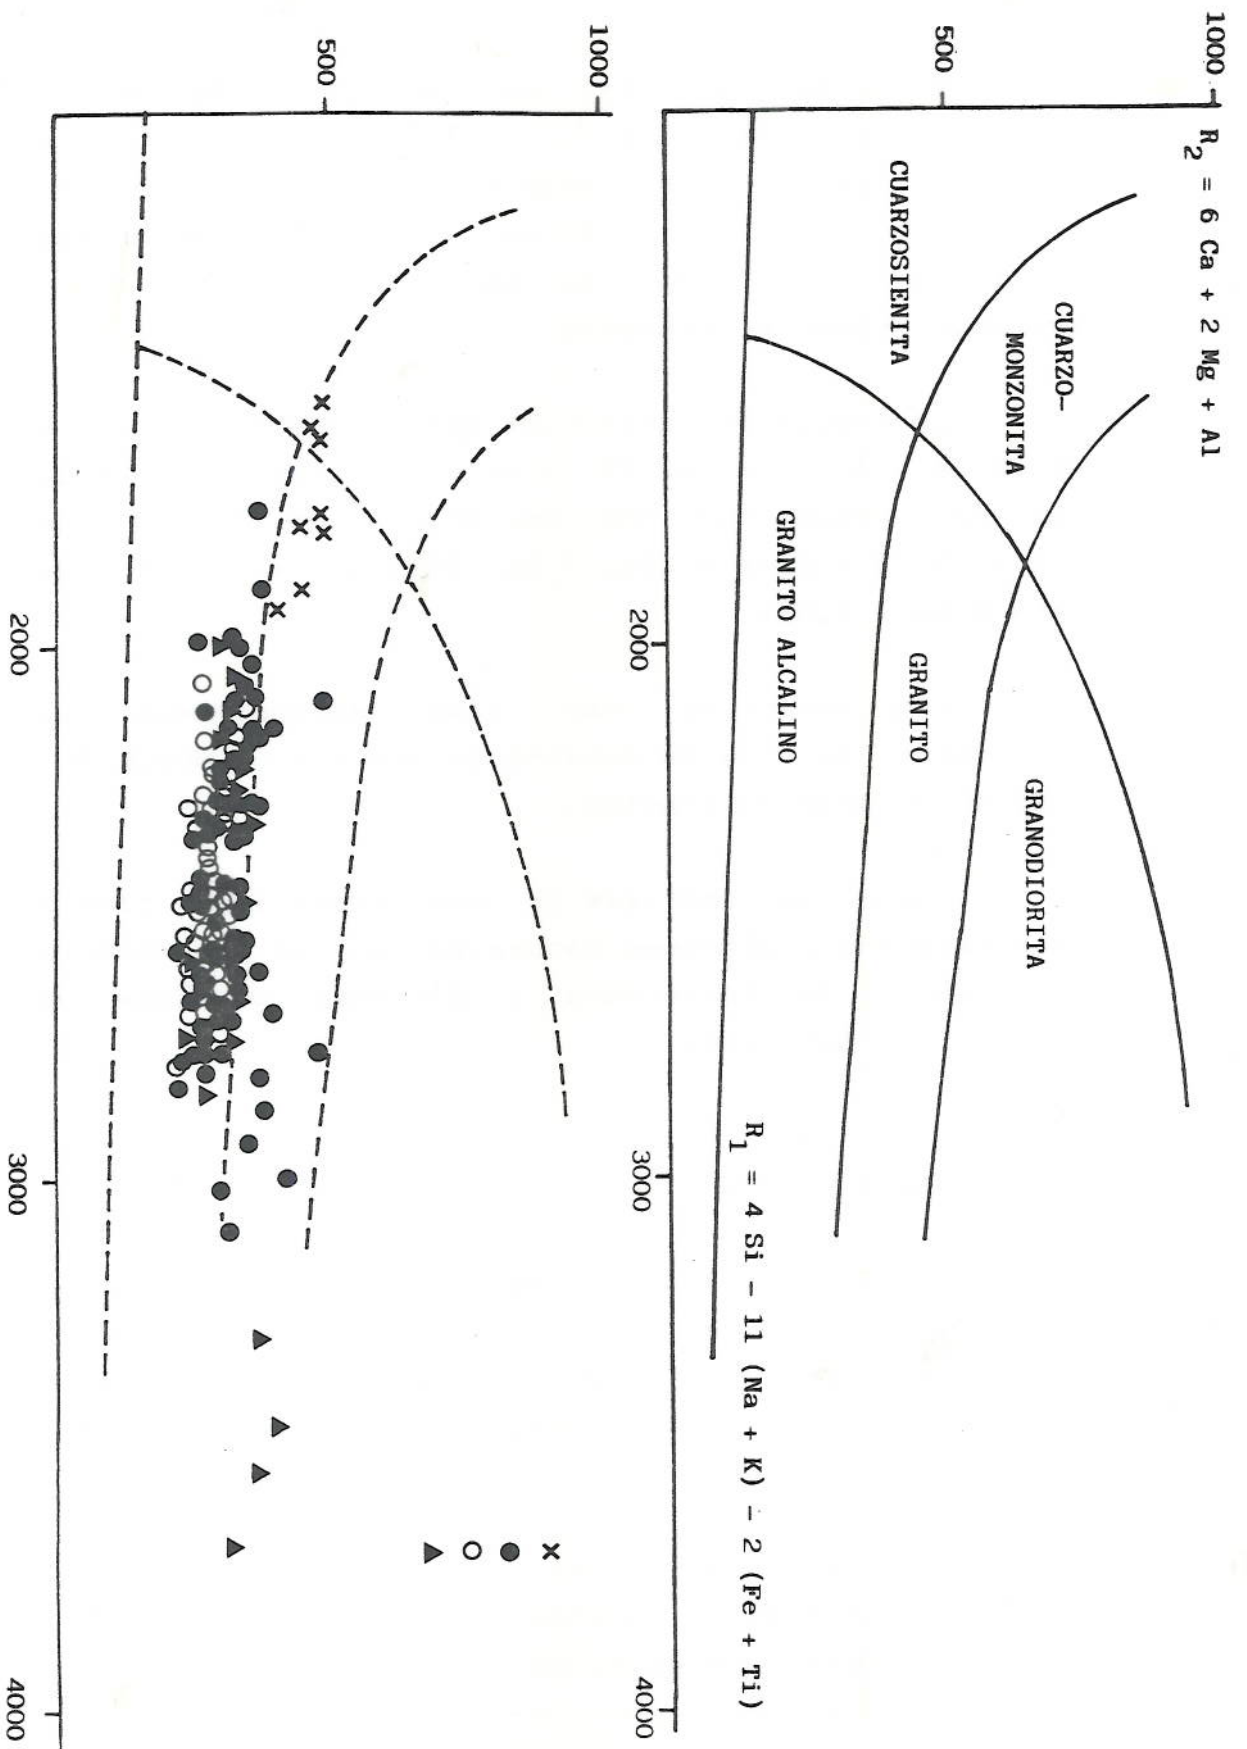 1000
R2 = 6 Ca + 2 Mg + Al
500
CUARZO-
MONZONITA
CUARZOSIENITA
GRANODIORITA
GRANITO
GRANITO ALCALINO
R1 = 4 Si - 11 (Na + K) - 2 (Fe + Ti)
2000
3000
4000
1000
500
2000
3000
4000